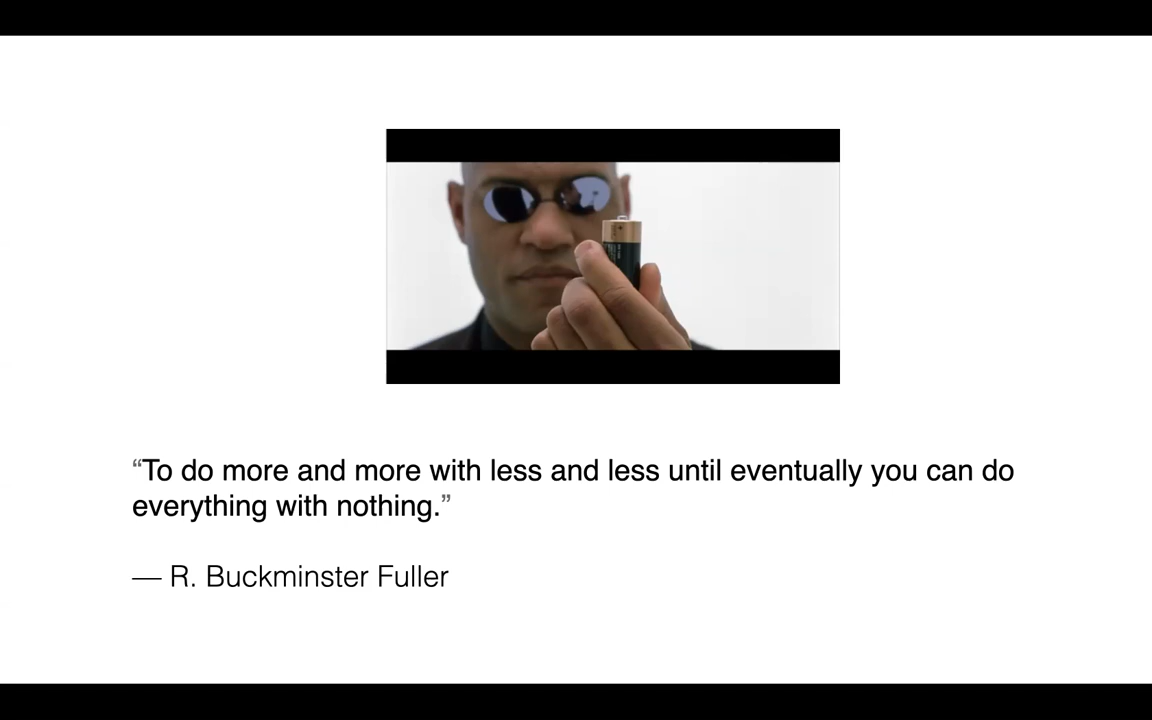 “To do more and more with less and less until eventually you can do
everything with nothing.”
— R. Buckminster Fuller